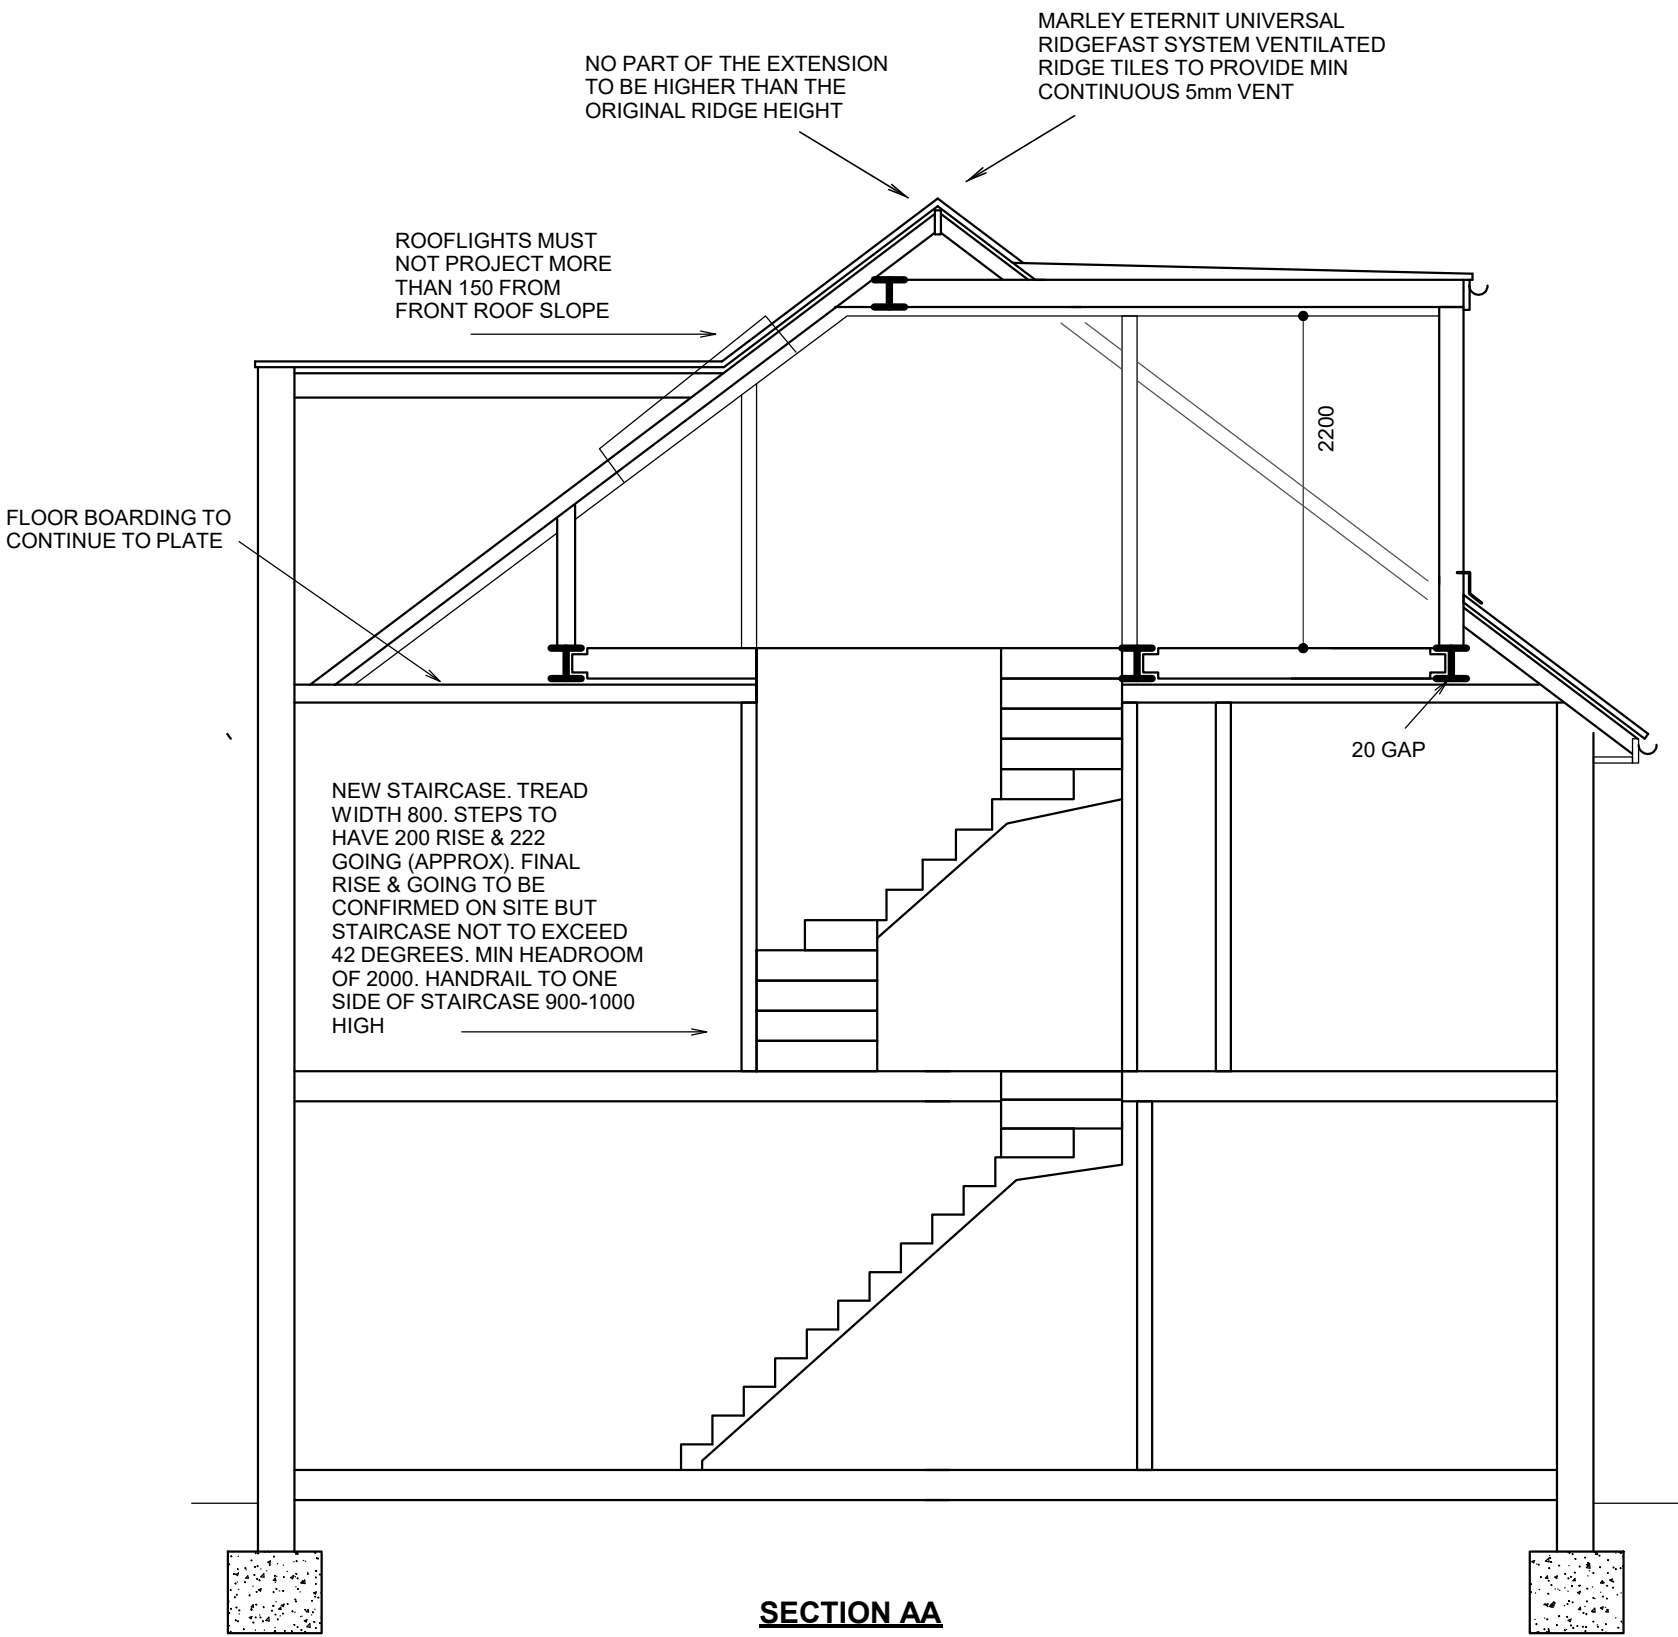 MARLEY ETERNIT UNIVERSAL
RIDGEFAST SYSTEM VENTILATED
RIDGE TILES TO PROVIDE MIN
CONTINUOUS 5mm VENT
NO PART OF THE EXTENSION
TO BE HIGHER THAN THE
ORIGINAL RIDGE HEIGHT
ROOFLIGHTS MUST
NOT PROJECT MORE
THAN 150 FROM
FRONT ROOF SLOPE
2200
FLOOR BOARDING TO
CONTINUE TO PLATE
20 GAP
NEW STAIRCASE. TREAD
WIDTH 800. STEPS TO
HAVE 200 RISE & 222
GOING (APPROX). FINAL
RISE & GOING TO BE
CONFIRMED ON SITE BUT
STAIRCASE NOT TO EXCEED
42 DEGREES. MIN HEADROOM
OF 2000. HANDRAIL TO ONE
SIDE OF STAIRCASE 900-1000
HIGH
SECTION AA